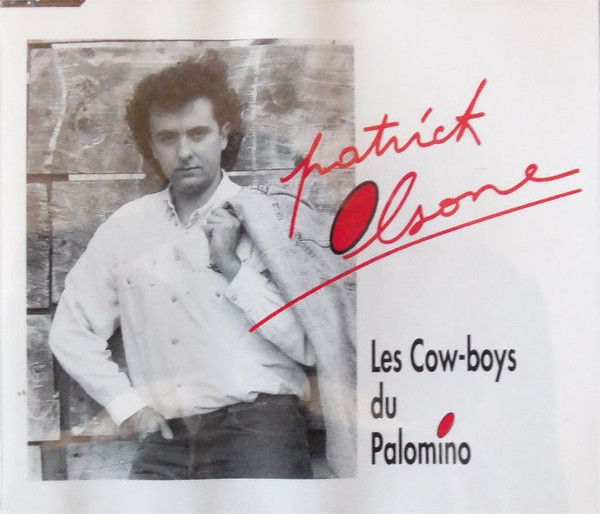 patrick
Olsone
Les Cow-boys
du
Palomino